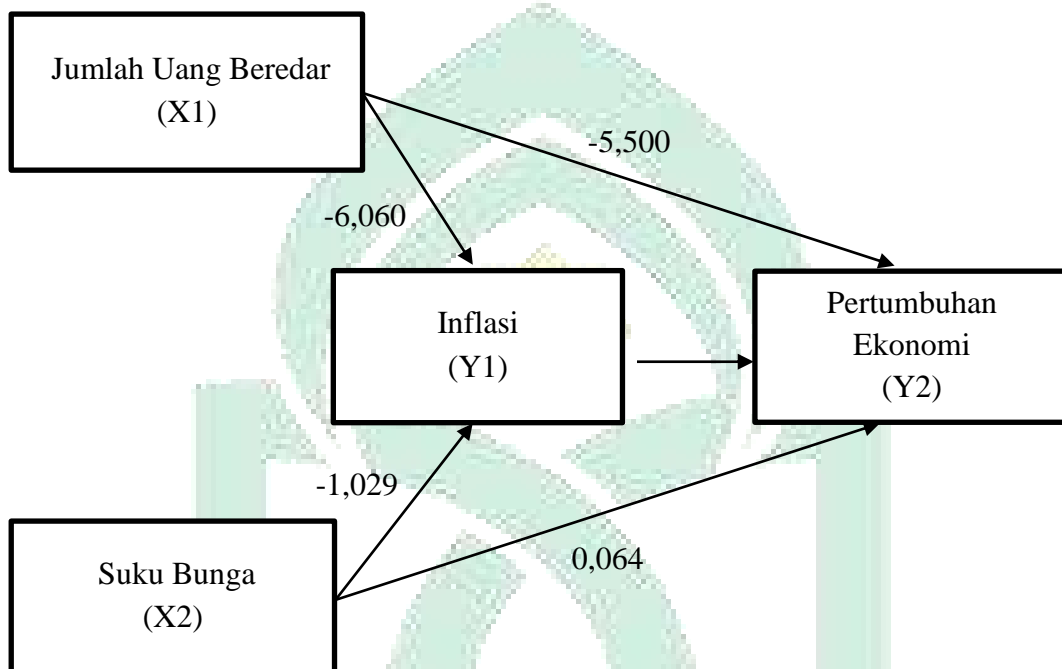 Jumlah Uang Beredar
(X1)
-5,500
-6,060
Inflasi
(Y1)
Pertumbuhan
Ekonomi
(Y2)
-1,029
0,064
Suku Bunga
(X2)